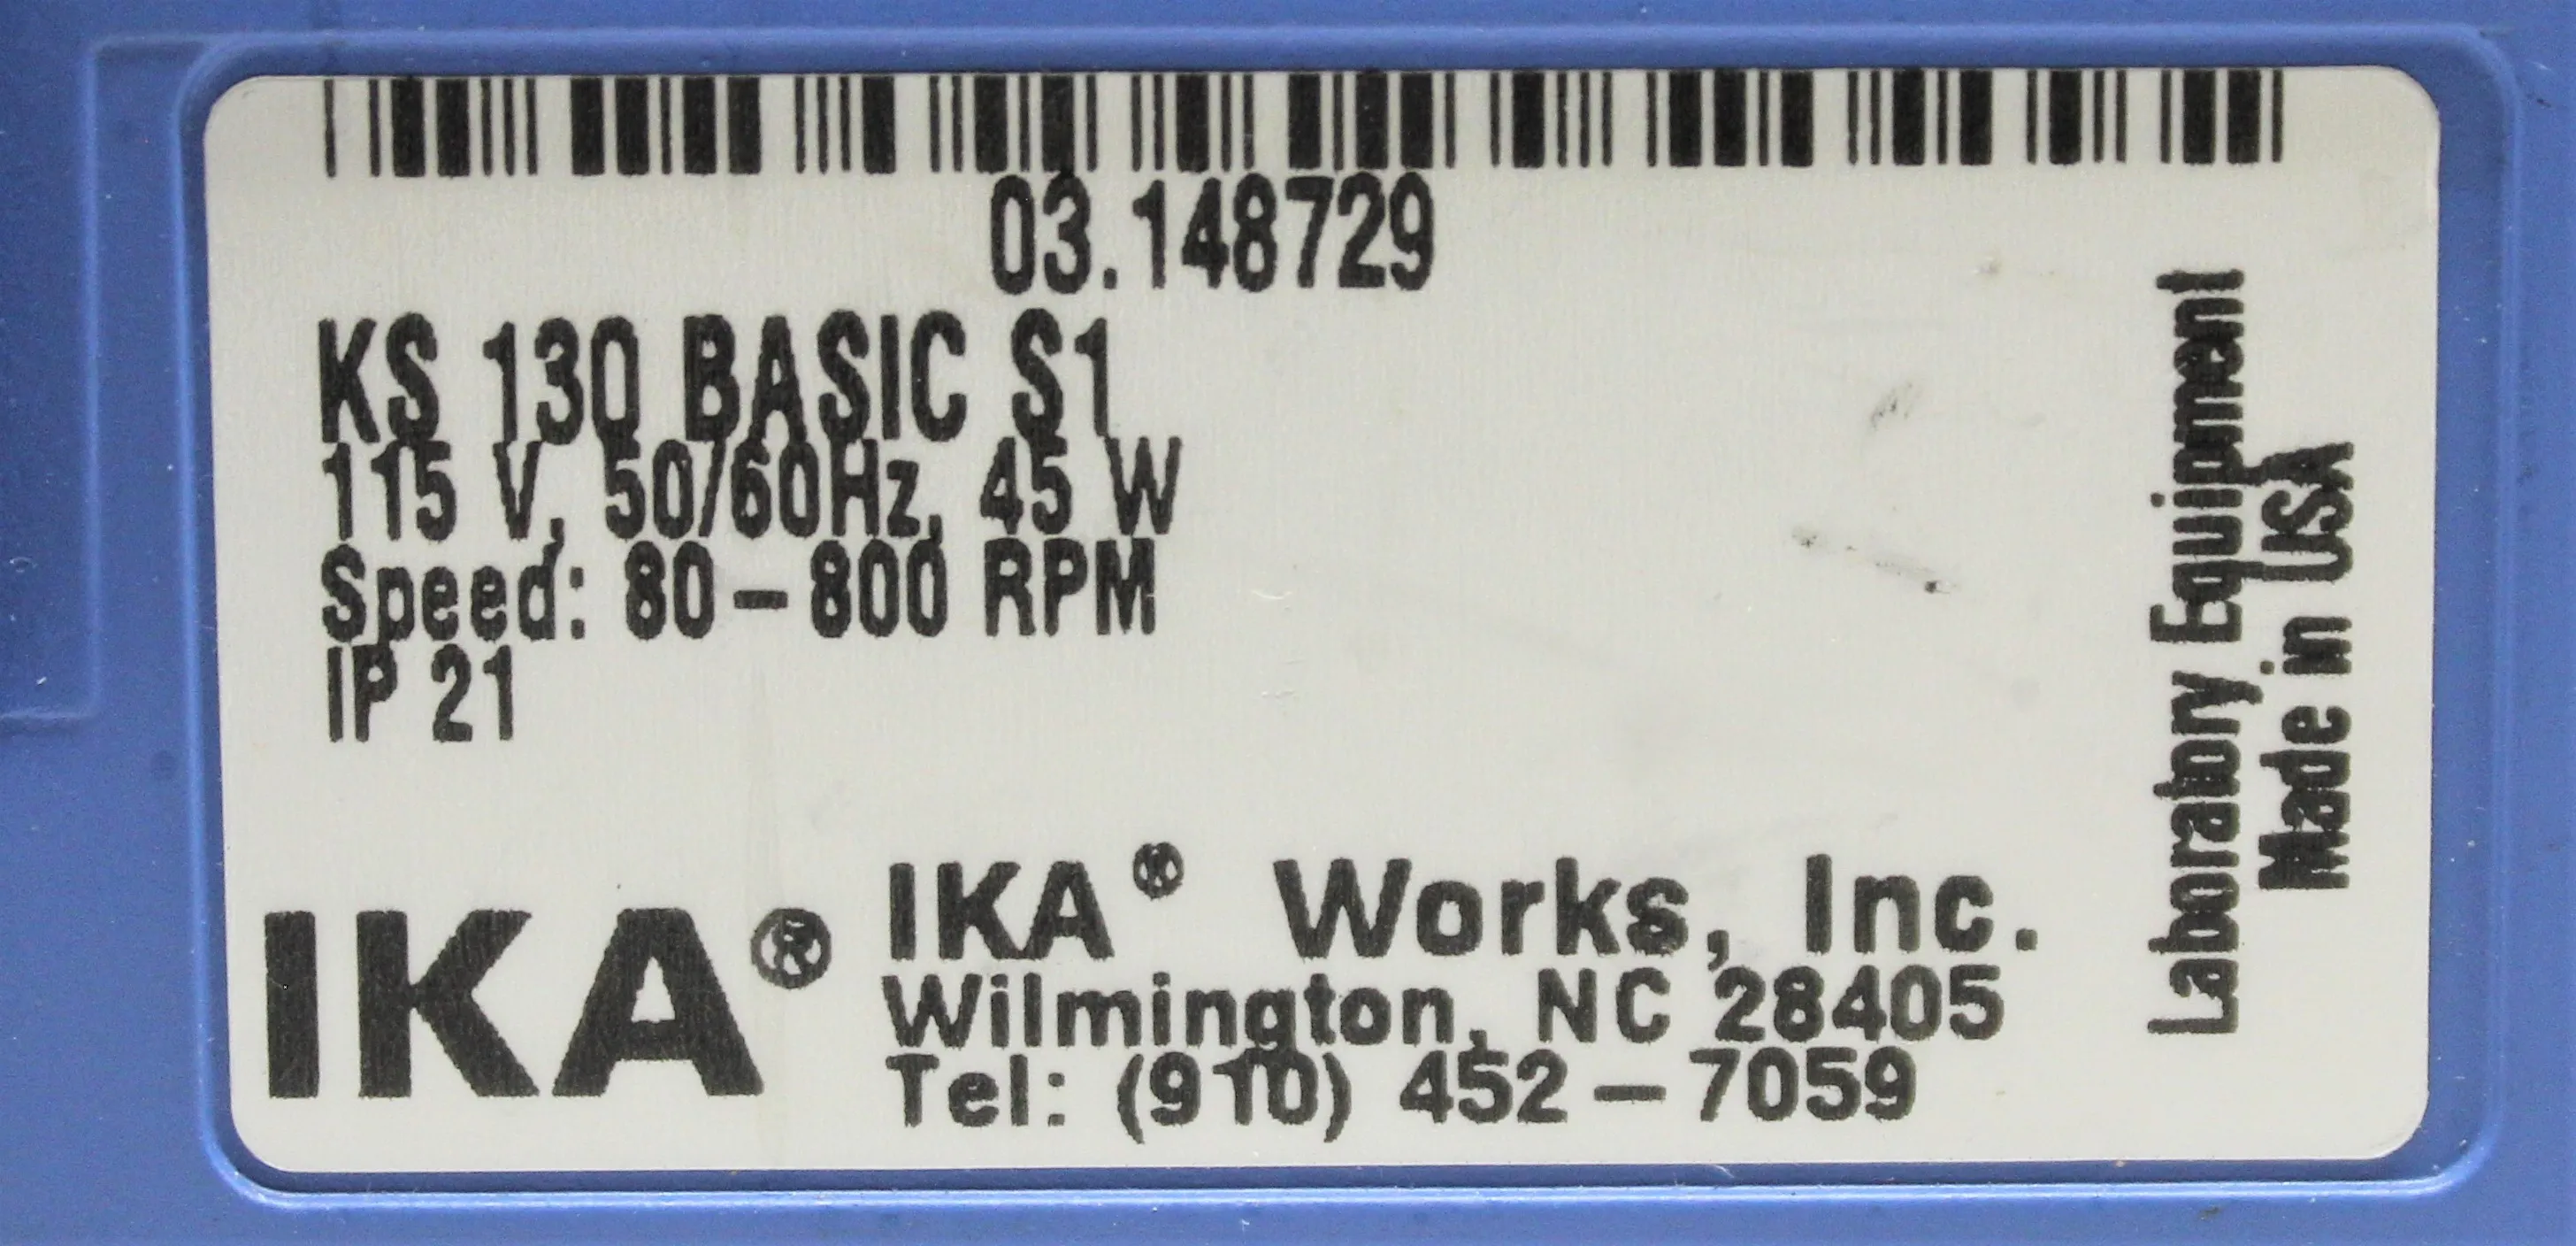 03.148729
KS 130 BASIC S1
115 V, 50/60Hz, 45 W
Speed: 80-800 RPM
IP 21
IKA®
IKA® Works, Inc.
Wilmington, NC 28405
Tel: (910) 452-7059
Laboratory Equipment
Made in USA